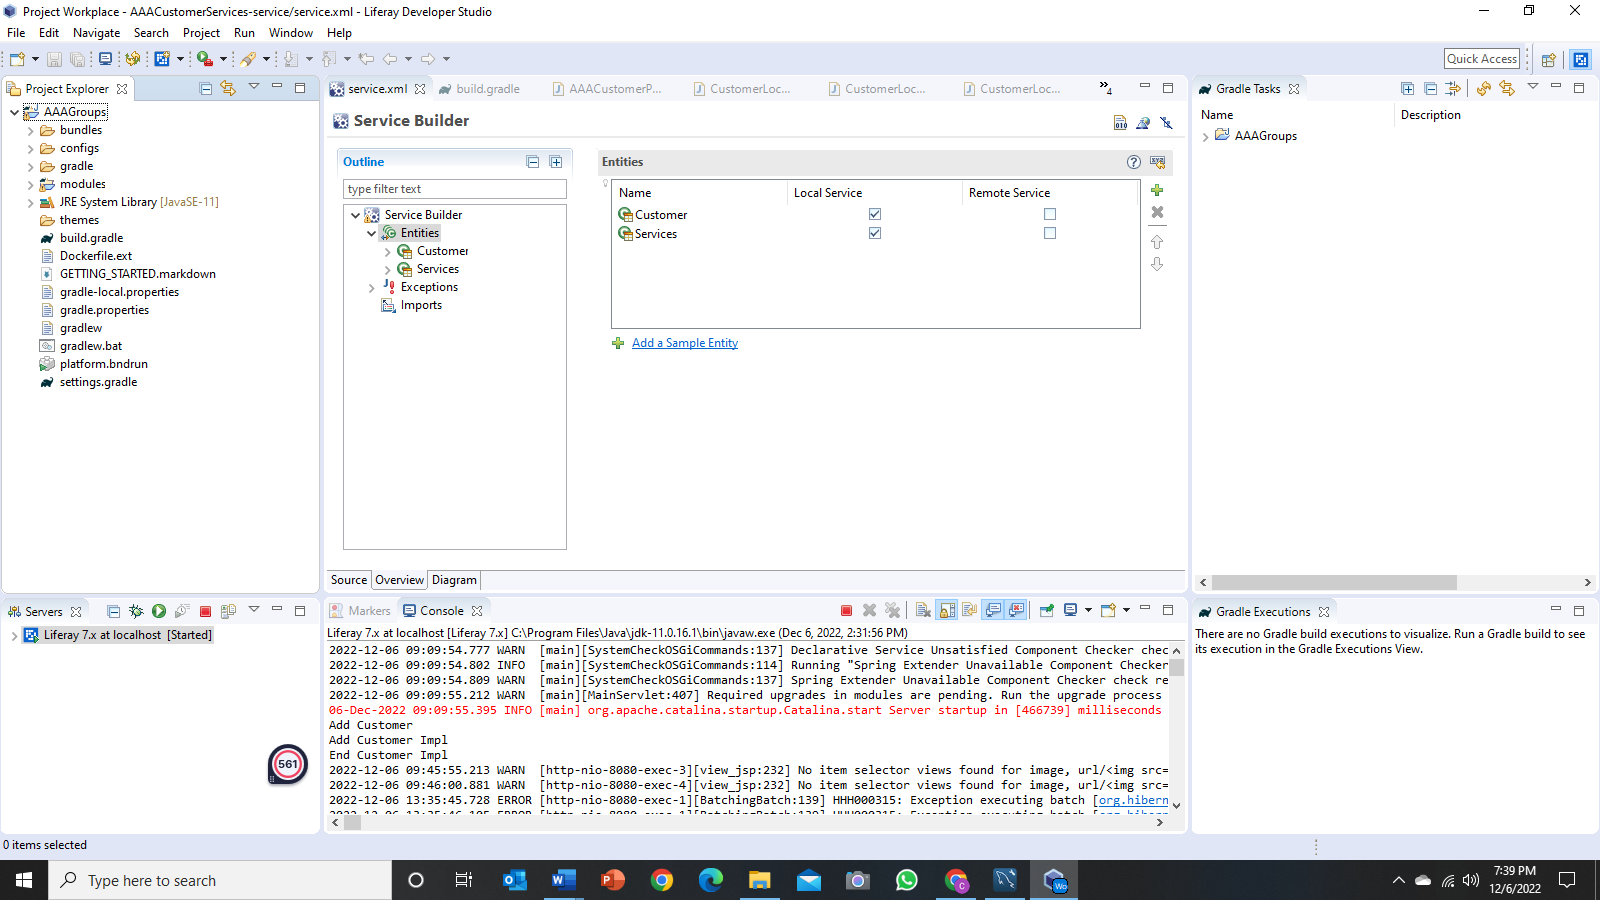 Project Workplace - AAACustomerServices-service/service.xml - Liferay Developer Studio
File Edit Navigate Search Project Run Window Help
Quick Access
Project Explorer
AAAGroups
bundles
configs
gradle
modules
JRE System Library [JavaSE-11]
themes
build.gradle
Dockerfile.ext
GETTING_STARTED.markdown
gradle-local.properties
gradle.properties
gradlew
gradlew.bat
platform.bndrun
settings.gradle
service.xml build.gradle AAACustomerP... CustomerLoc... CustomerLoc... CustomerLoc... »4
Service Builder
Outline
type filter text
Service Builder
Entities
Customer
Services
Exceptions
Imports
Entities
Name Local Service Remote Service
Customer
Services
Add a Sample Entity
Source Overview Diagram
Gradle Tasks
Name Description
AAAGroups
Servers
Liferay 7.x at localhost [Started]
561
Markers Console
Liferay 7.x at localhost [Liferay 7.x] C:\Program Files\Java\jdk-11.0.16.1\bin\javaw.exe (Dec 6, 2022, 2:31:56 PM)
2022-12-06 09:09:54.777 WARN [main][SystemCheckOSGiCommands:137] Declarative Service Unsatisfied Component Checker chec
2022-12-06 09:09:54.802 INFO [main][SystemCheckOSGiCommands:114] Running "Spring Extender Unavailable Component Checker
2022-12-06 09:09:54.809 WARN [main][SystemCheckOSGiCommands:137] Spring Extender Unavailable Component Checker check re
2022-12-06 09:09:55.212 WARN [main][MainServlet:407] Required upgrades in modules are pending. Run the upgrade process
06-Dec-2022 09:09:55.395 INFO [main] org.apache.catalina.startup.Catalina.start Server startup in [466739] milliseconds
Add Customer
Add Customer Impl
End Customer Impl
2022-12-06 09:45:55.213 WARN [http-nio-8080-exec-3][view_jsp:232] No item selector views found for image, url/<img src=
2022-12-06 09:46:00.881 WARN [http-nio-8080-exec-4][view_jsp:232] No item selector views found for image, url/<img src=
2022-12-06 13:35:45.728 ERROR [http-nio-8080-exec-1][BatchingBatch:139] HHH000315: Exception executing batch [org.hibern
Gradle Executions
There are no Gradle build executions to visualize. Run a Gradle build to see
its execution in the Gradle Executions View.
0 items selected
Type here to search
7:39 PM
12/6/2022